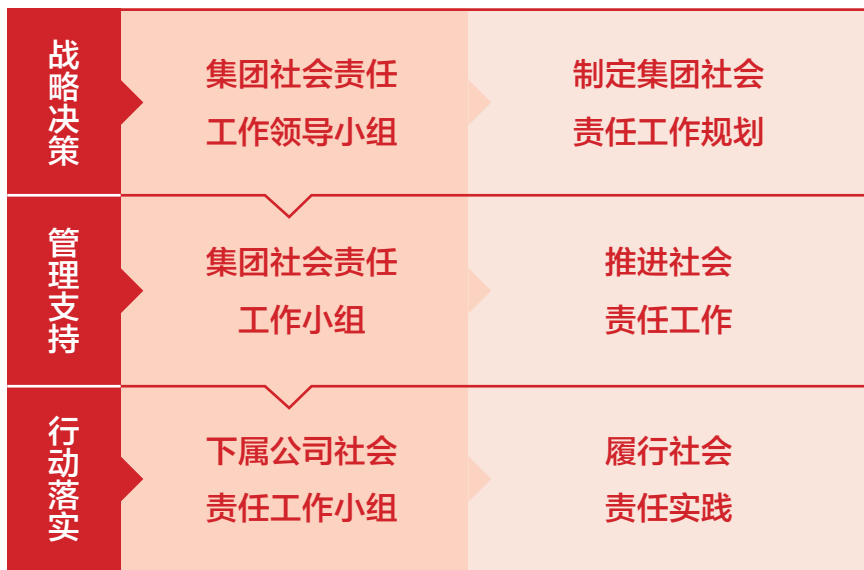 战略决策
集团社会责任
工作领导小组
制定集团社会
责任工作规划
管理支持
集团社会责任
工作小组
推进社会
责任工作
行动落实
下属公司社会
责任工作小组
履行社会
责任实践